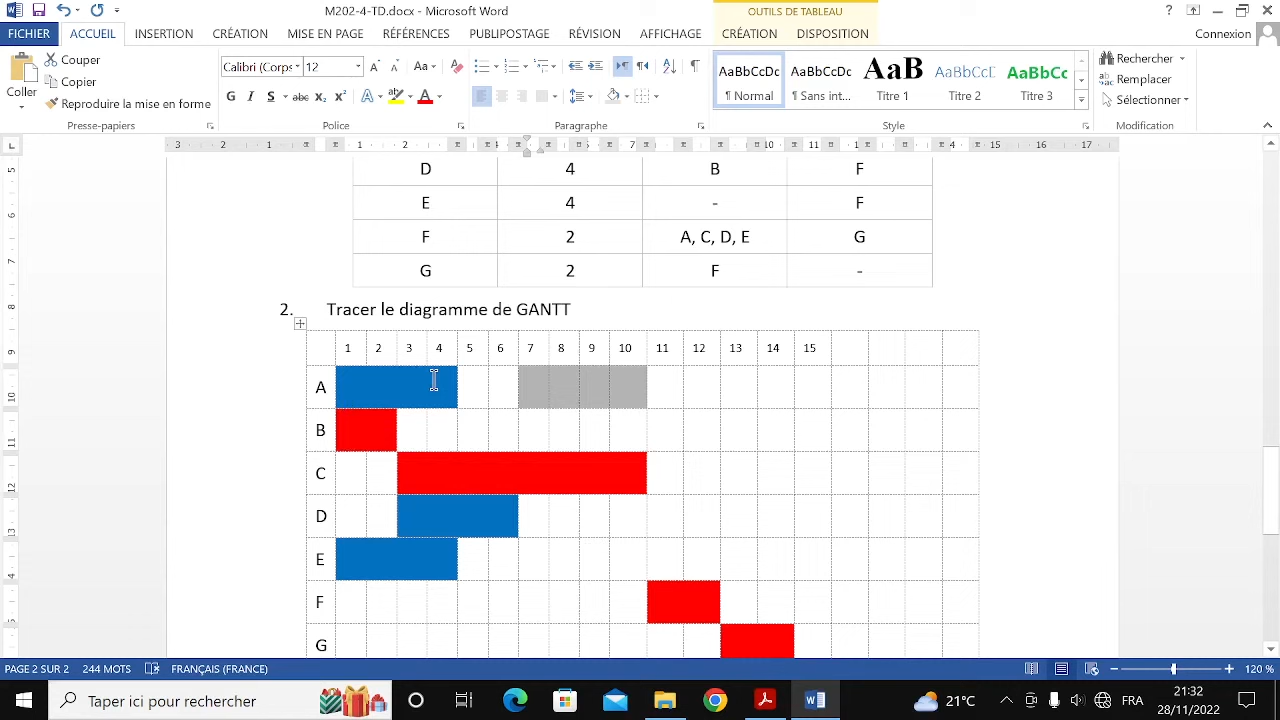 M202-4-TD.docx - Microsoft Word
OUTILS DE TABLEAU
FICHIER ACCUEIL INSERTION CRÉATION MISE EN PAGE RÉFÉRENCES PUBLIPOSTAGE RÉVISION AFFICHAGE CRÉATION DISPOSITION Connexion
Coller
Couper
Copier
Reproduire la mise en forme
Calibri (Corps 12
AaBbCcDc AaBbCcDc AaB AaBbCcD AaBbCc
¶ Normal ¶ Sans int... Titre 1 Titre 2 Titre 3
Rechercher
Remplacer
Sélectionner
Presse-papiers Police Paragraphe Style Modification
D 4 B F
E 4 - F
F 2 A, C, D, E G
G 2 F -
2. Tracer le diagramme de GANTT
1 2 3 4 5 6 7 8 9 10 11 12 13 14 15
A
B
C
D
E
F
G
PAGE 2 SUR 2 244 MOTS FRANÇAIS (FRANCE) 120 %
Taper ici pour rechercher
21°C
FRA
21:32
28/11/2022